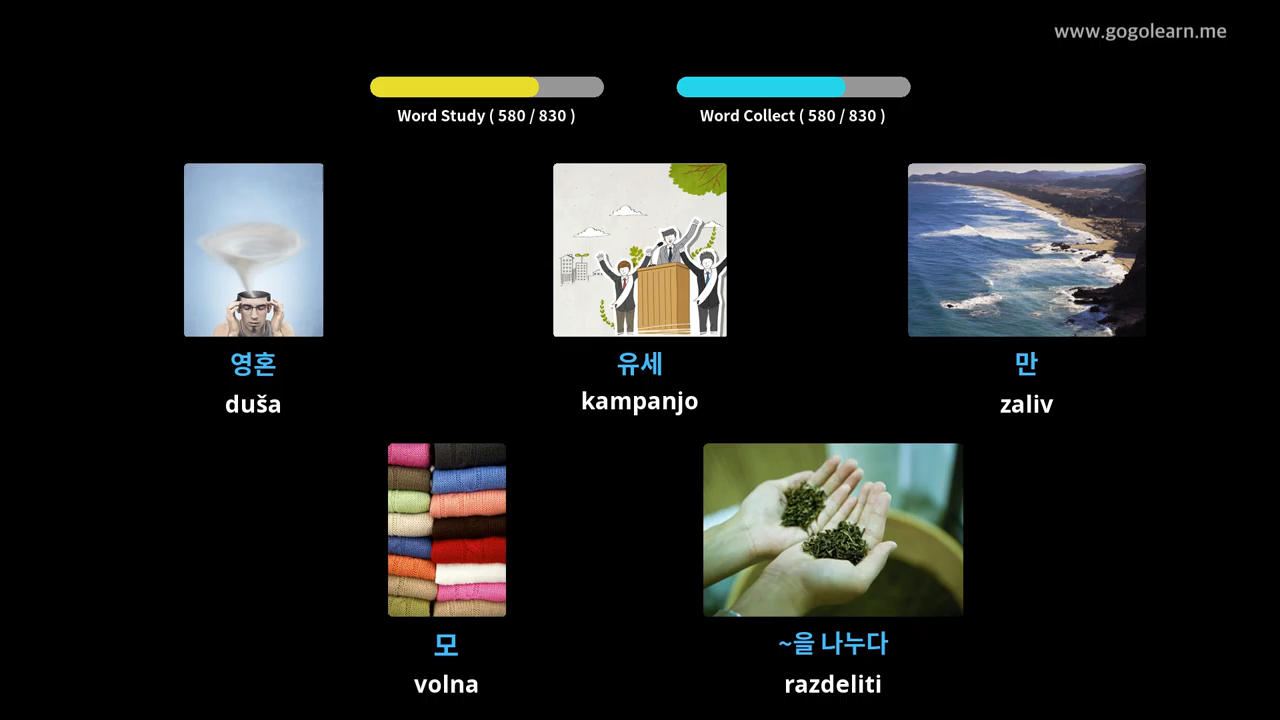 www.gogolearn.me
Word Study ( 580 / 830 )
Word Collect ( 580 / 830 )
영혼
duša
유세
kampanjo
만
zaliv
모
volna
~을 나누다
razdeliti